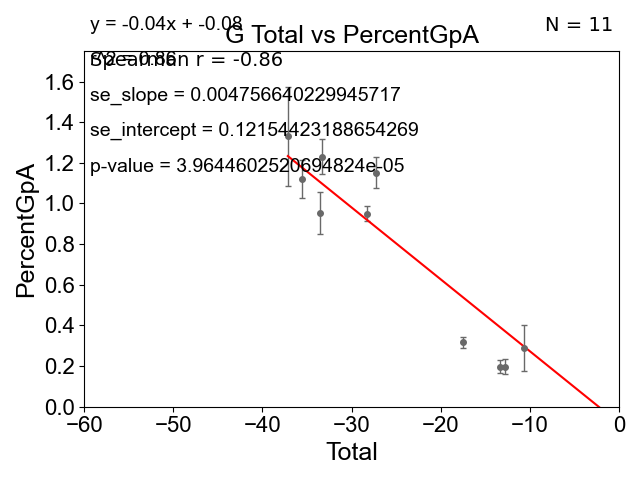 y = -0.04x + -0.08
N = 11
G Total vs PercentGpA
Spearman r = -0.86
se_slope = 0.004756640229945717
se_intercept = 0.12154423188654269
p-value = 3.9644602520694824e-05
PercentGpA
1.6
1.4
1.2
1.0
0.8
0.6
0.4
0.2
0.0
−60 −50 −40 −30 −20 −10 0
Total